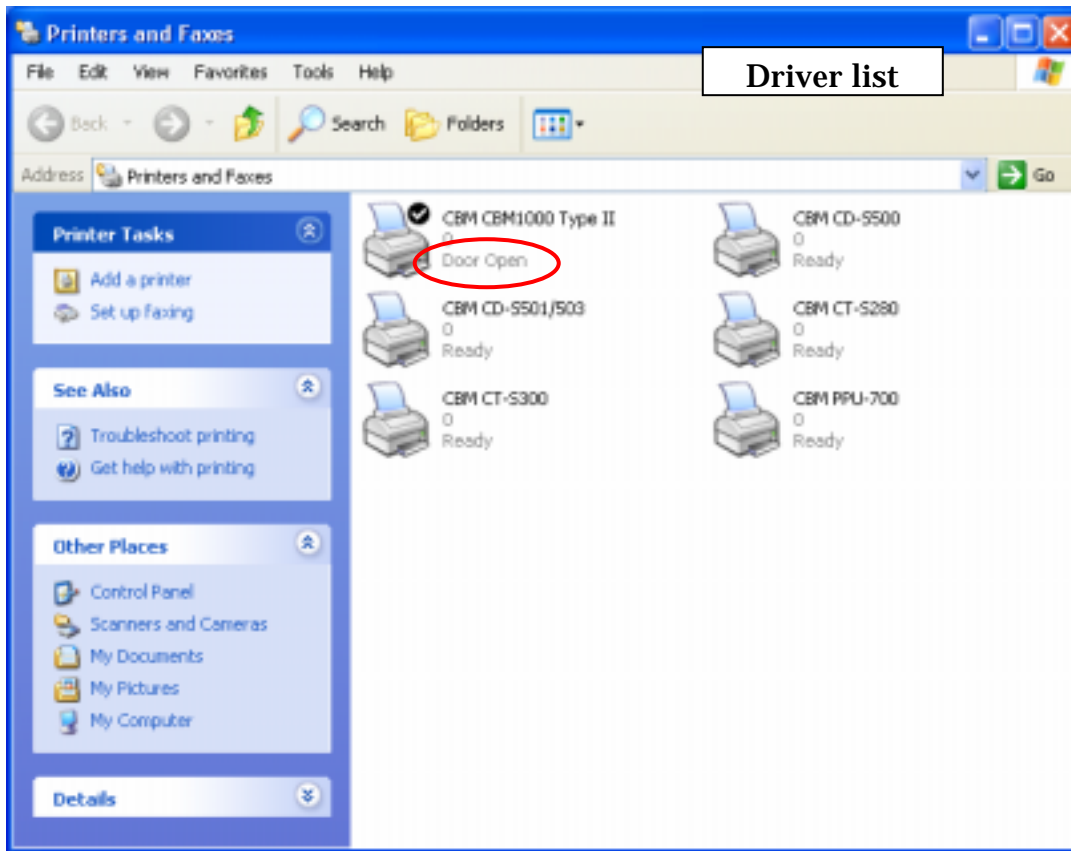 Printers and Faxes
File Edit View Favorites Tools Help
Driver list
Back Search Folders
Address Printers and Faxes Go
Printer Tasks
Add a printer
Set up faxing
See Also
Troubleshoot printing
Get help with printing
Other Places
Control Panel
Scanners and Cameras
My Documents
My Pictures
My Computer
Details
CBM CBM1000 Type II
0
Door Open
CBM CD-S500
0
Ready
CBM CD-S501/503
0
Ready
CBM CT-S280
0
Ready
CBM CT-S300
0
Ready
CBM PPU-700
0
Ready